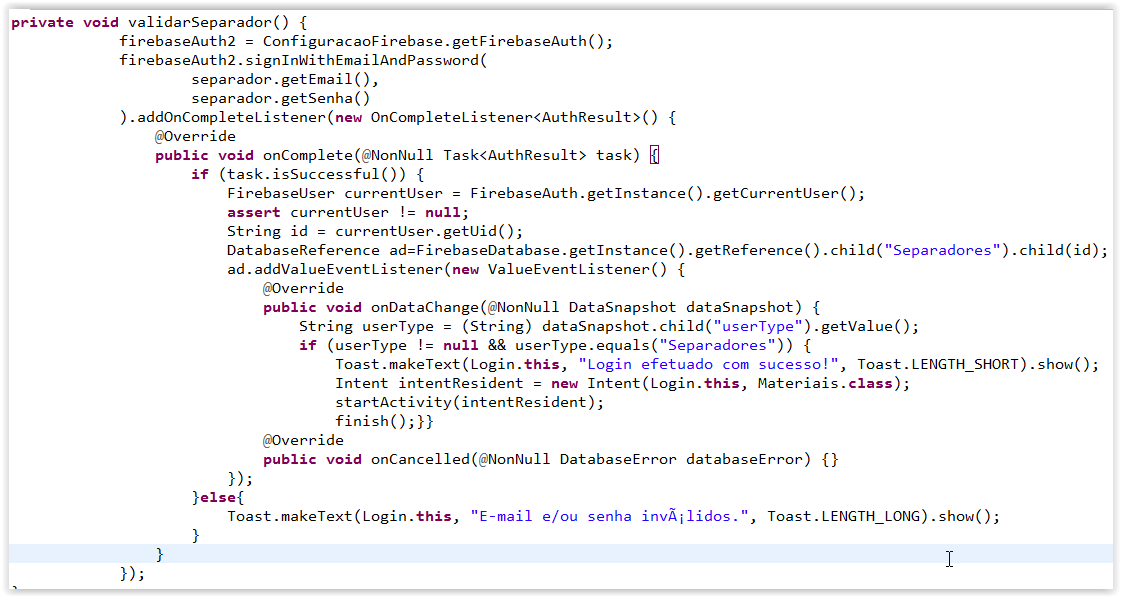 private void validarSeparador() {
firebaseAuth2 = ConfiguracaoFirebase.getFirebaseAuth();
firebaseAuth2.signInWithEmailAndPassword(
separador.getEmail(),
separador.getSenha()
).addOnCompleteListener(new OnCompleteListener<AuthResult>() {
@Override
public void onComplete(@NonNull Task<AuthResult> task) {
if (task.isSuccessful()) {
FirebaseUser currentUser = FirebaseAuth.getInstance().getCurrentUser();
assert currentUser != null;
String id = currentUser.getUid();
DatabaseReference ad=FirebaseDatabase.getInstance().getReference().child("Separadores").child(id);
ad.addValueEventListener(new ValueEventListener() {
@Override
public void onDataChange(@NonNull DataSnapshot dataSnapshot) {
String userType = (String) dataSnapshot.child("userType").getValue();
if (userType != null && userType.equals("Separadores")) {
Toast.makeText(Login.this, "Login efetuado com sucesso!", Toast.LENGTH_SHORT).show();
Intent intentResident = new Intent(Login.this, Materiais.class);
startActivity(intentResident);
finish();}}
@Override
public void onCancelled(@NonNull DatabaseError databaseError) {}
});
}else{
Toast.makeText(Login.this, "E-mail e/ou senha invÃ¡lidos.", Toast.LENGTH_LONG).show();
}
}
});